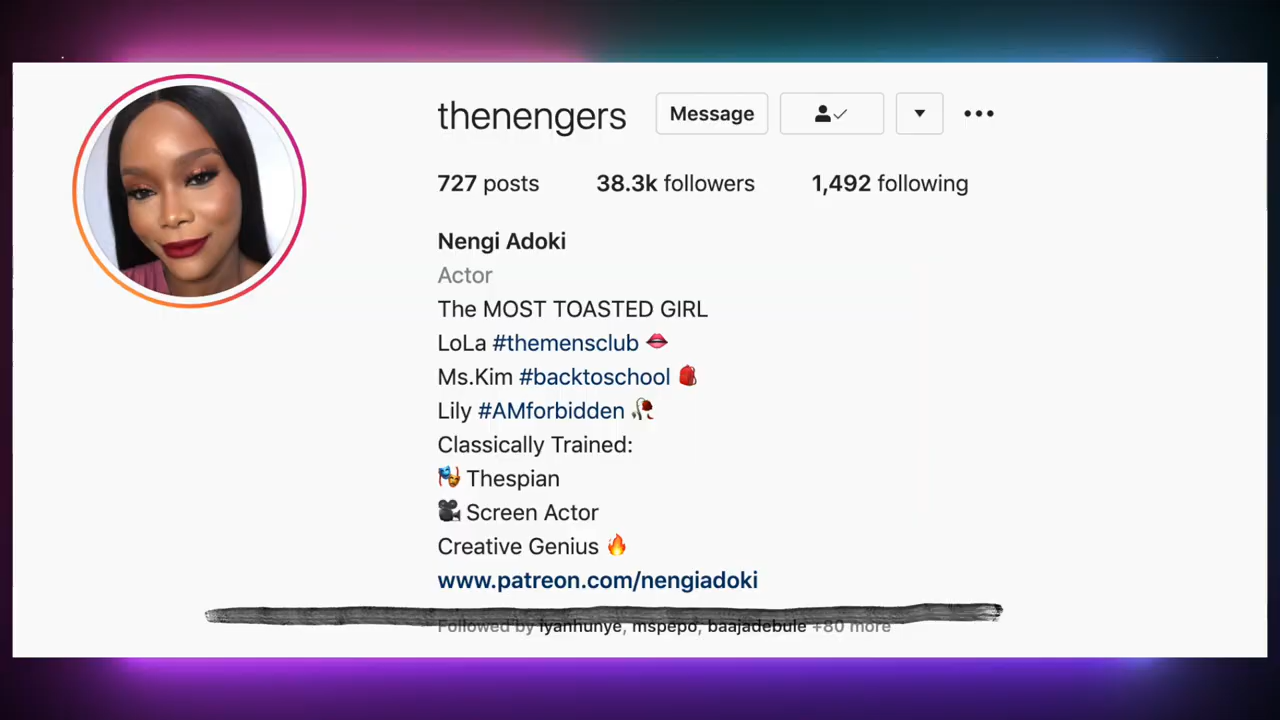 thenengers Message
727 posts 38.3k followers 1,492 following
Nengi Adoki
Actor
The MOST TOASTED GIRL
LoLa #themensclub 👄
Ms.Kim #backtoschool 🎒
Lily #AMforbidden 🥀
Classically Trained:
🎭 Thespian
🎥 Screen Actor
Creative Genius 🔥
www.patreon.com/nengiadoki
Followed by iyanhunye, mspepo, baajadebule +80 more